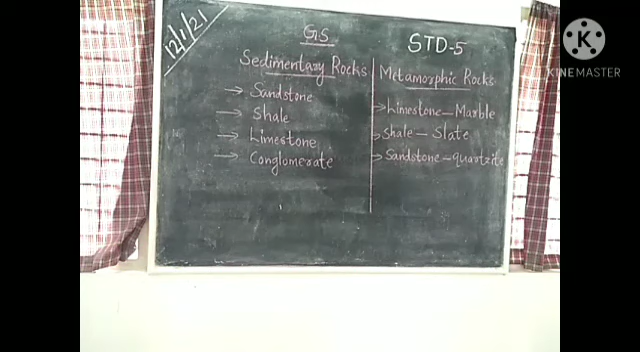 12/1/21
GS
STD-5
Sedimentary Rocks
→ Sandstone
→ Shale
→ Limestone
→ Conglomerate
Metamorphic Rocks
→ Limestone - Marble
→ Shale - Slate
→ Sandstone - quartzite
KINEMASTER